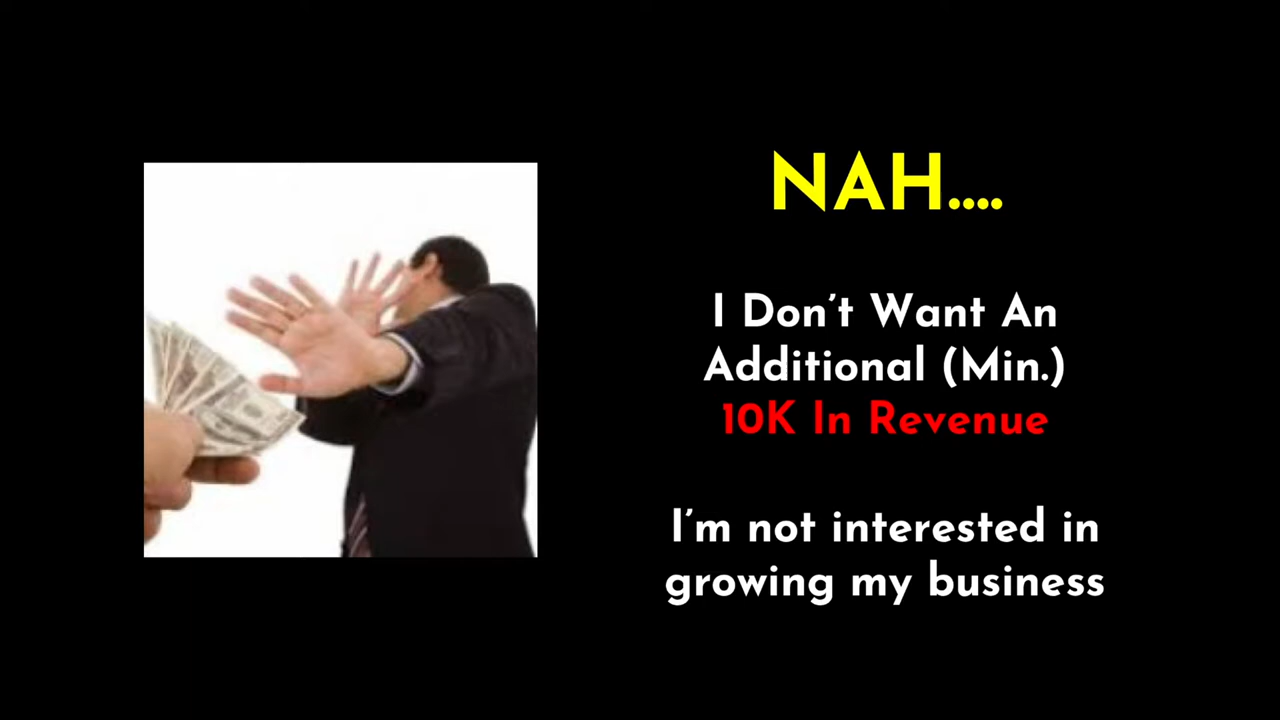 NAH....
I Don’t Want An
Additional (Min.)
10K In Revenue
I’m not interested in
growing my business